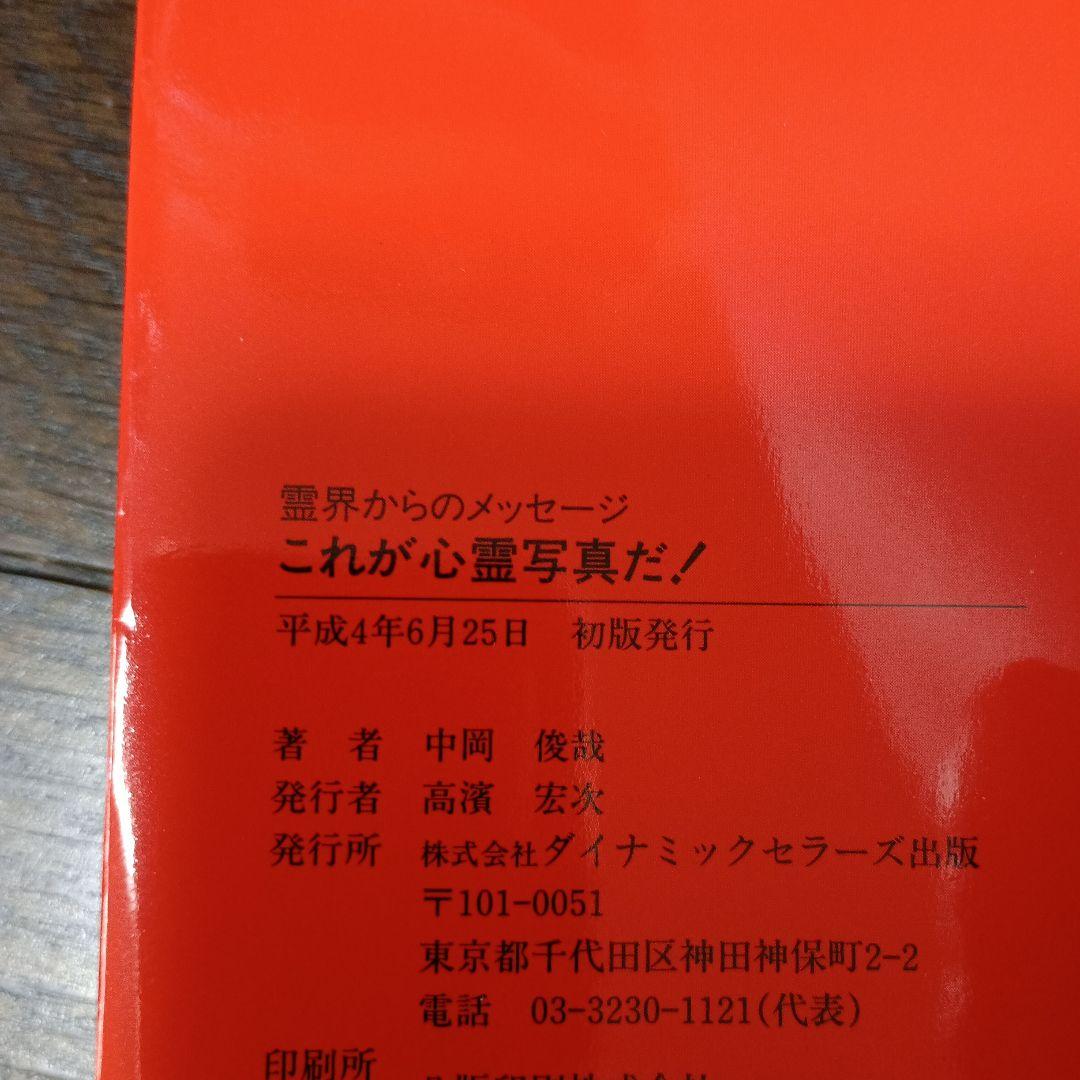 霊界からのメッセージ
これが心霊写真だ!
平成4年6月25日 初版発行
著 者 中岡 俊哉
発行者 高濱 宏次
発行所 株式会社ダイナミックセラーズ出版
〒101-0051
東京都千代田区神田神保町2-2
電話 03-3230-1121(代表)
印刷所